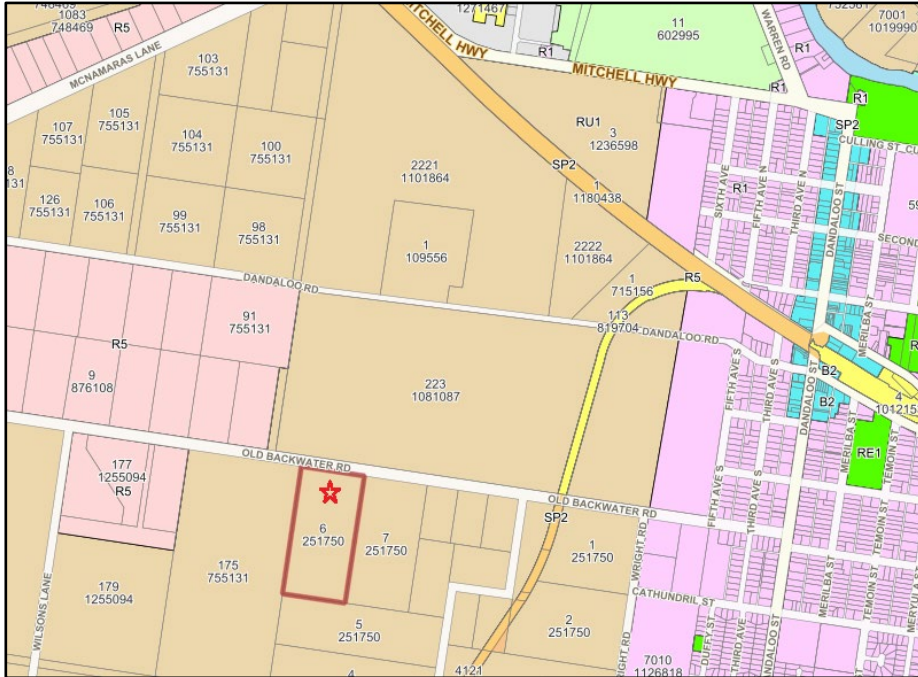 748469
1083
748469
R5
MCNAMARAS LANE
1271467
R1
MITCHELL HWY
MITCHELL HWY
11
602995
WARREN RD
R1
R1
7001
1019990
R1
SP2
103
755131
105
755131
107
755131
104
755131
100
755131
126
755131
106
755131
99
755131
98
755131
2221
1101864
1
109556
RU1
3
1236598
SP2
1
1180438
2222
1101864
1
715156
R5
113
819704
R1
SIXTH AVE
FIFTH AVE N
THIRD AVE N
DANDALOO ST
DANDALOO RD
DANDALOO RD
91
755131
R5
9
876108
223
1081087
FIFTH AVE S
THIRD AVE S
DANDALOO ST
MERILBA ST
B2
B2
4
RE1
MERILBA ST
TEMOIN ST
OLD BACKWATER RD
OLD BACKWATER RD
177
1255094
R5
6
251750
7
251750
SP2
1
251750
WRIGHT RD
FIFTH AVE S
THIRD AVE S
175
755131
179
1255094
WILSONS LANE
5
251750
4
2
251750
CATHUNDRIL ST
4121
WRIGHT RD
7010
1126818
DUFFY ST
THIRD AVE
DANDALOO ST
MERILBA ST
TEMOIN ST